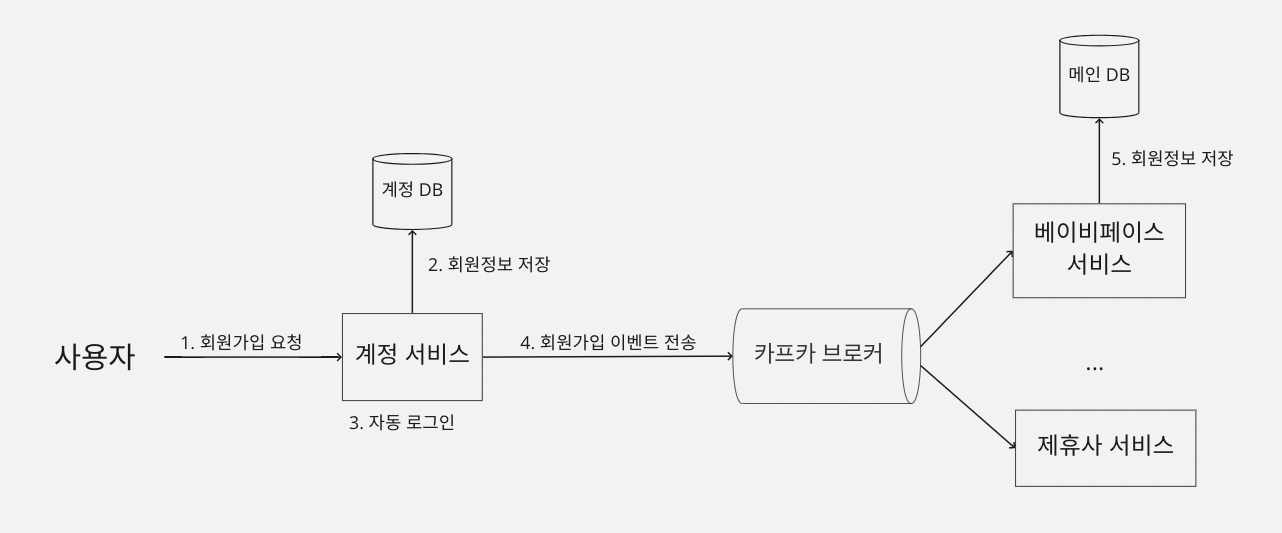 메인 DB
5. 회원정보 저장
계정 DB
2. 회원정보 저장
베이비페이스
서비스
사용자
1. 회원가입 요청
계정 서비스
4. 회원가입 이벤트 전송
카프카 브로커
...
3. 자동 로그인
제휴사 서비스